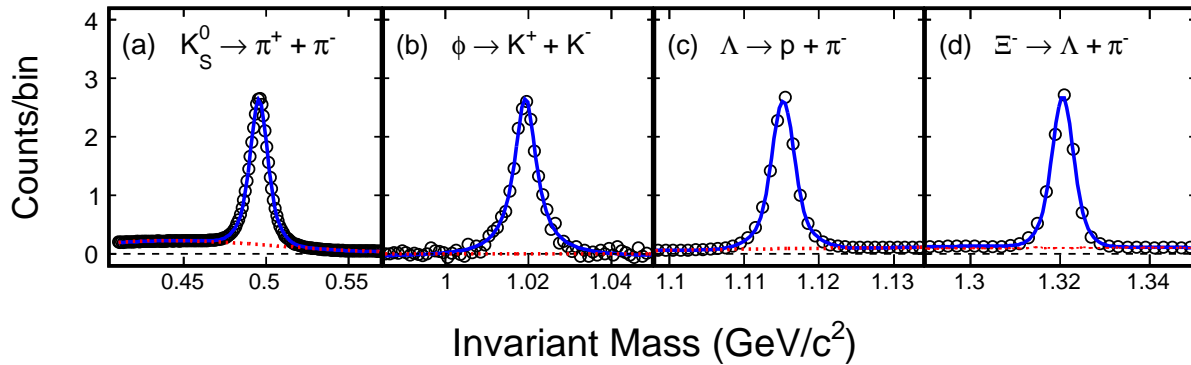 Counts/bin
4
3
2
1
0
(a) K⁰_S → π⁺ + π⁻
(b) ϕ → K⁺ + K⁻
(c) Λ → p + π⁻
(d) Ξ⁻ → Λ + π⁻
0.45 0.5 0.55
1 1.02 1.04
1.1 1.11 1.12 1.13
1.3 1.32 1.34
Invariant Mass (GeV/c²)